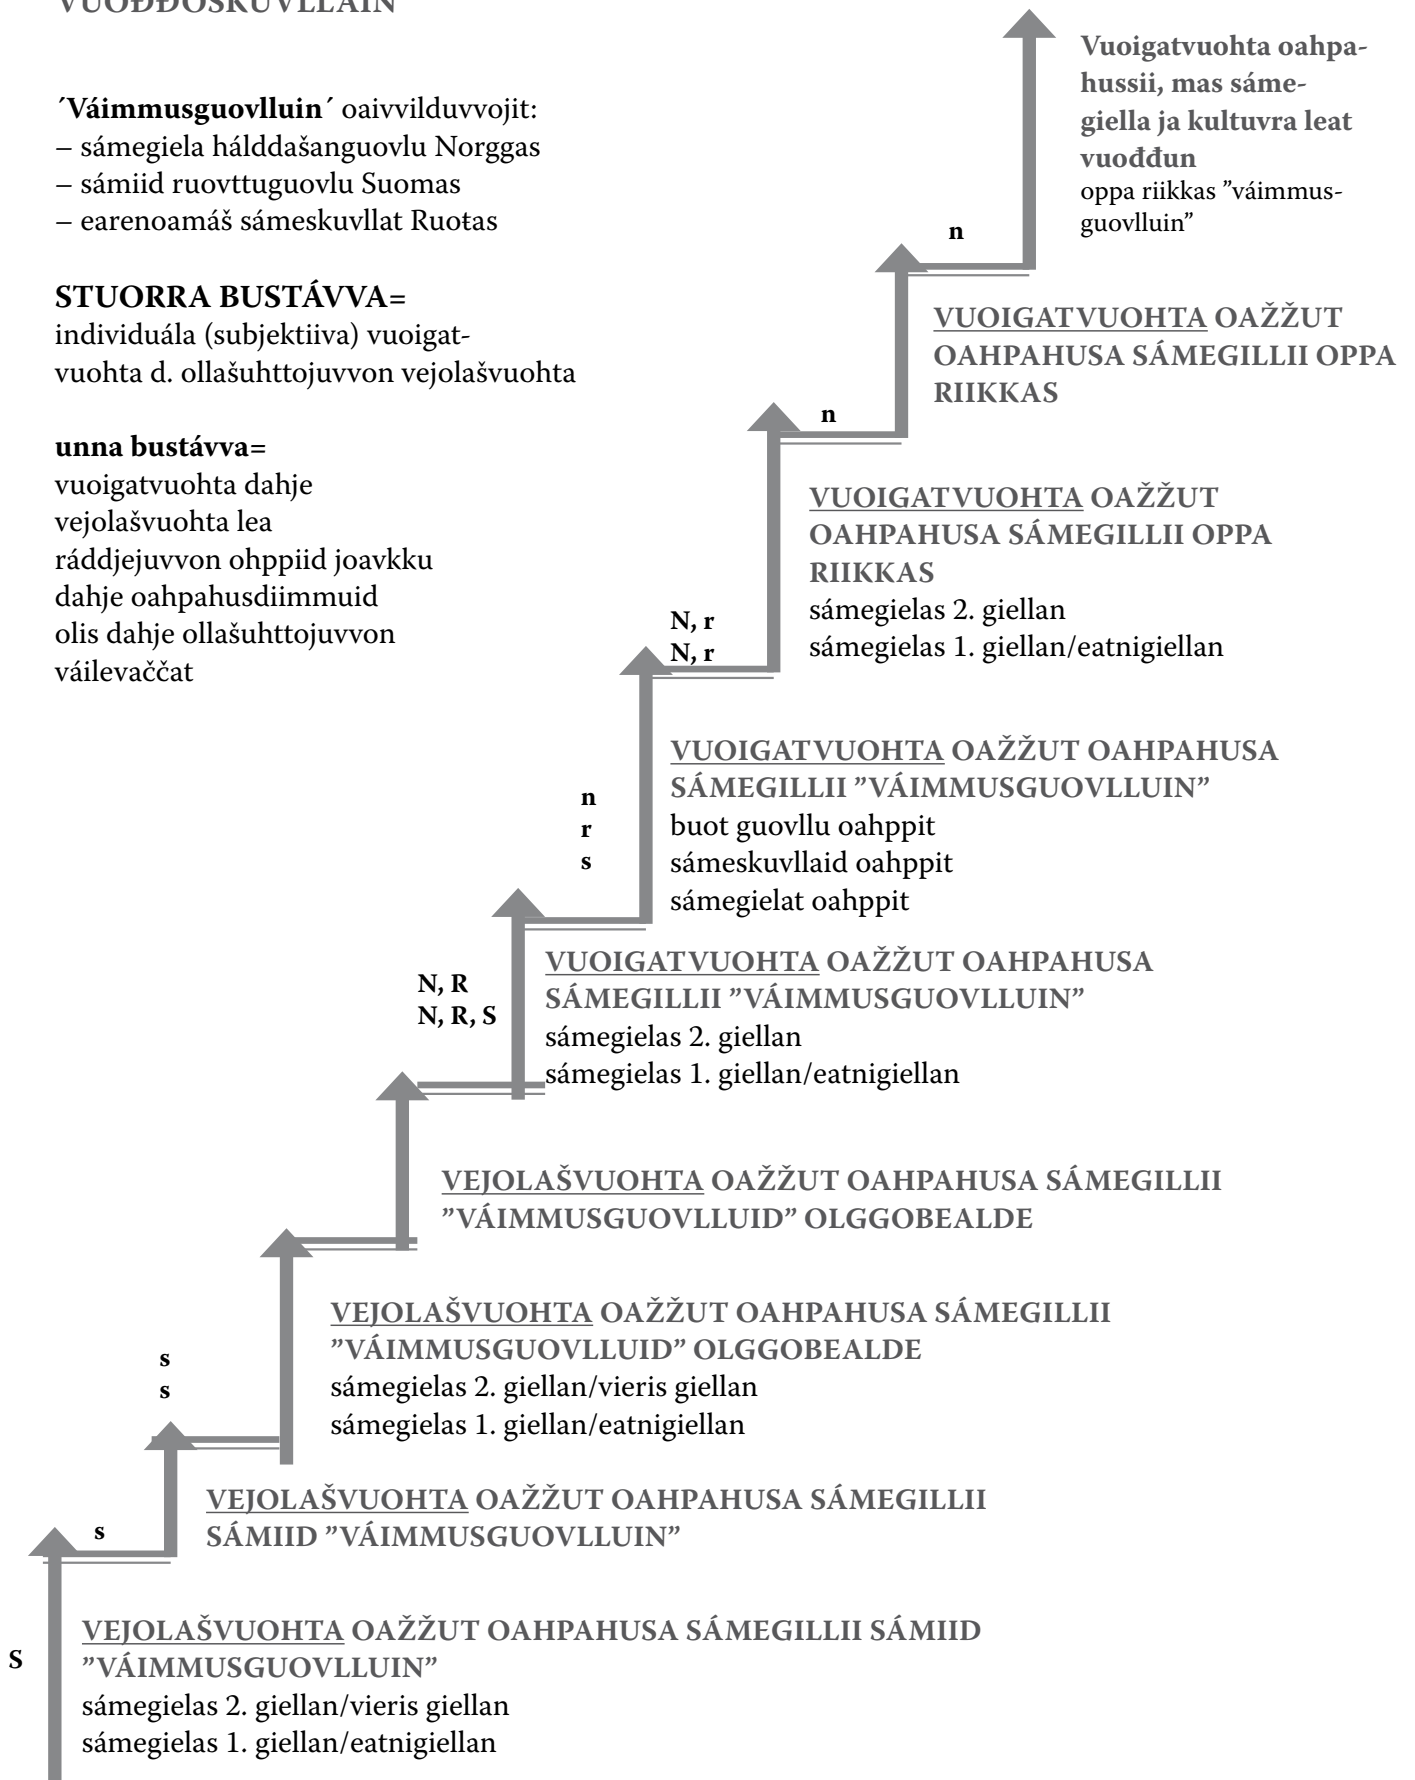 VUOĐĐOSKUVLLAIN
´Váimmusguovlluin´ oaivvilduvvojit:
– sámegiela hálddašanguovlu Norggas
– sámiid ruovttuguovlu Suomas
– earenoamáš sámeskuvllat Ruoŧas
STUORRA BUSTÁVVA=
individuála (subjektiiva) vuoigat-
vuohta d. ollašuhttojuvvon vejolašvuohta
unna bustávva=
vuoigatvuohta dahje
vejolašvuohta lea
ráddjejuvvon ohppiid joavkku
dahje oahpahusdiimmuid
olis dahje ollašuhttojuvvon
váilevaččat
Vuoigatvuohta oahpa-
hussii, mas sáme-
giella ja kultuvra leat
vuođđun
oppa riikkas ”váimmus-
guovlluin”
n
VUOIGATVUOHTA OAŽŽUT
OAHPAHUSA SÁMEGILLII OPPA
RIIKKAS
n
VUOIGATVUOHTA OAŽŽUT
OAHPAHUSA SÁMEGILLII OPPA
RIIKKAS
sámegielas 2. giellan
sámegielas 1. giellan/eatnigiellan
N, r
N, r
VUOIGATVUOHTA OAŽŽUT OAHPAHUSA
SÁMEGILLII ”VÁIMMUSGUOVLLUIN”
buot guovllu oahppit
sámeskuvllaid oahppit
sámegielat oahppit
n
r
s
VUOIGATVUOHTA OAŽŽUT OAHPAHUSA
SÁMEGILLII ”VÁIMMUSGUOVLLUIN”
sámegielas 2. giellan
sámegielas 1. giellan/eatnigiellan
N, R
N, R, S
VEJOLAŠVUOHTA OAŽŽUT OAHPAHUSA SÁMEGILLII
”VÁIMMUSGUOVLLUID” OLGGOBEALDE
VEJOLAŠVUOHTA OAŽŽUT OAHPAHUSA SÁMEGILLII
”VÁIMMUSGUOVLLUID” OLGGOBEALDE
sámegielas 2. giellan/vieris giellan
sámegielas 1. giellan/eatnigiellan
s
s
VEJOLAŠVUOHTA OAŽŽUT OAHPAHUSA SÁMEGILLII
SÁMIID ”VÁIMMUSGUOVLLUIN”
s
VEJOLAŠVUOHTA OAŽŽUT OAHPAHUSA SÁMEGILLII SÁMIID
”VÁIMMUSGUOVLLUIN”
sámegielas 2. giellan/vieris giellan
sámegielas 1. giellan/eatnigiellan
S